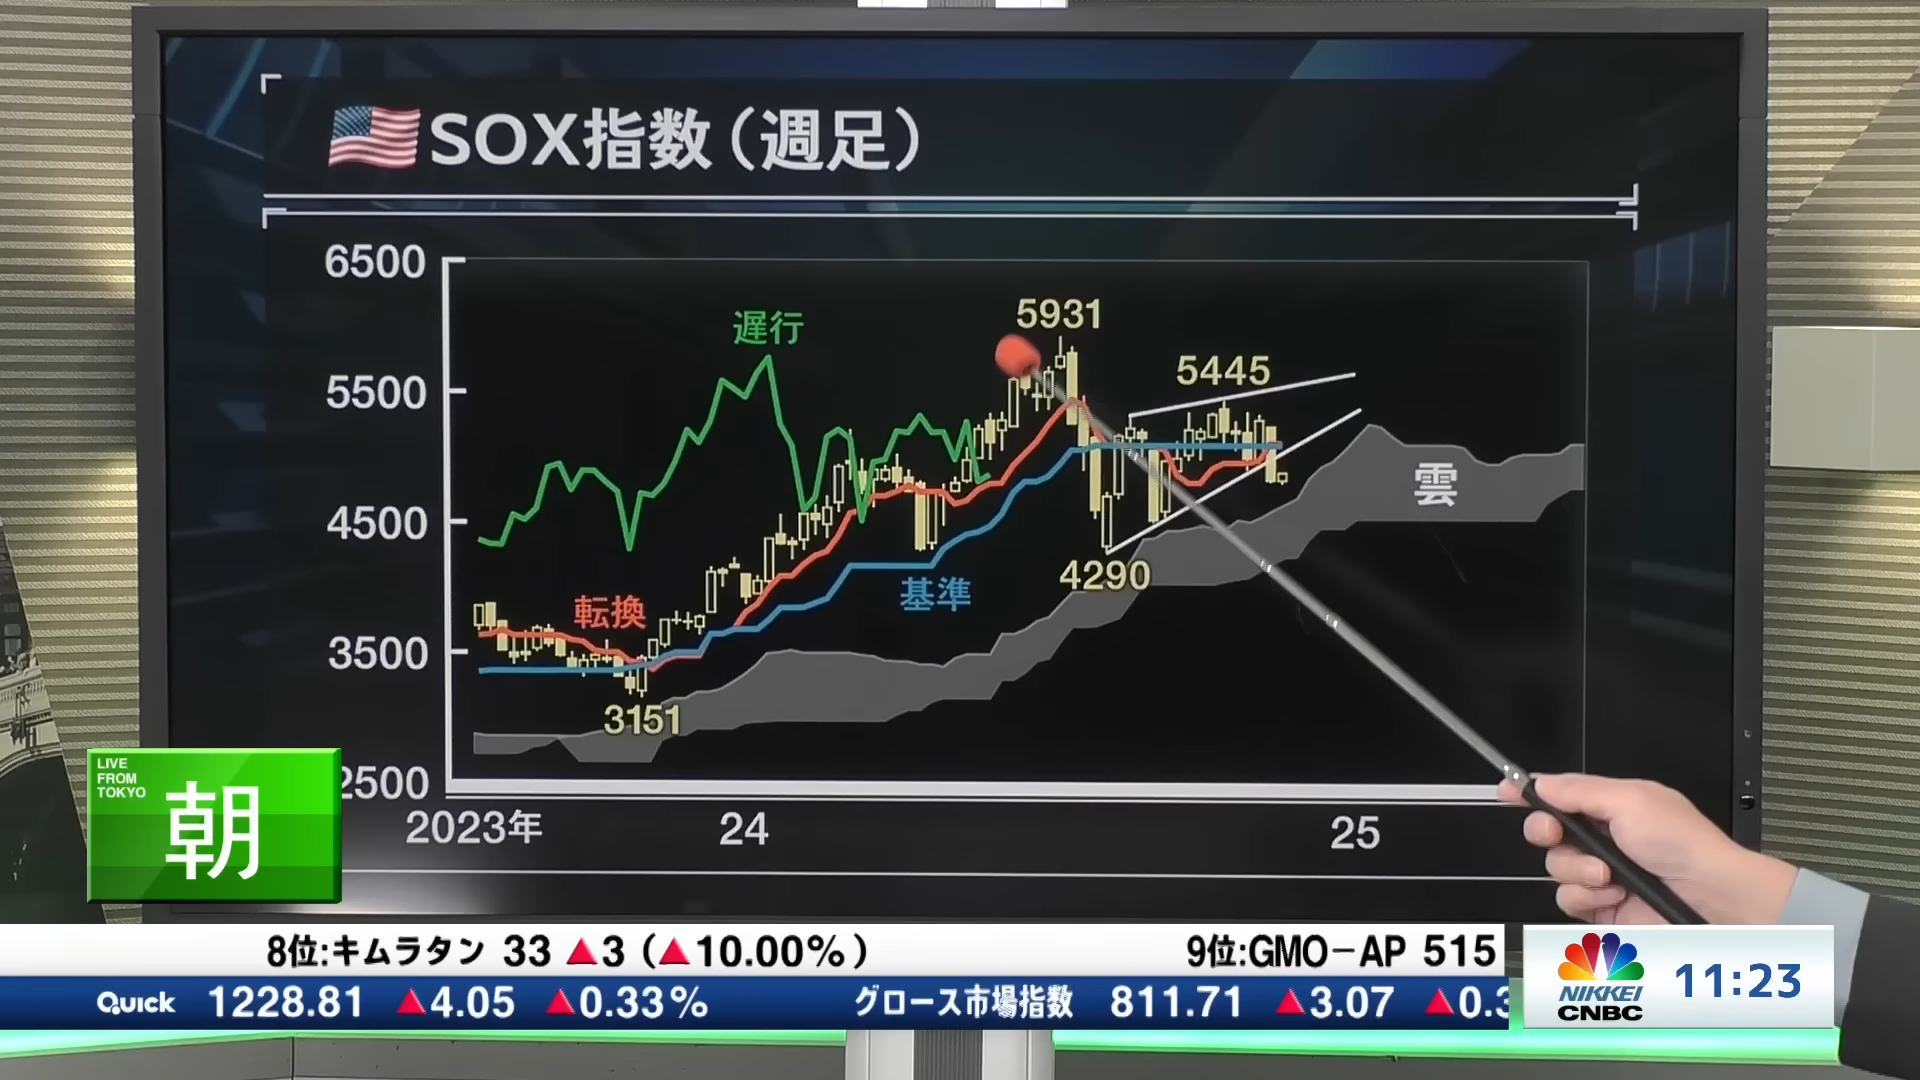 SOX指数（週足）
6500
5500
4500
3500
2500
遅行
5931
5445
転換
基準
4290
3151
雲
2023年
24
25
LIVE
FROM
TOKYO
朝
8位:キムラタン 33 ▲3 (▲10.00%) 9位:GMO-AP 515
QUICK 1228.81 ▲4.05 ▲0.33% グロース市場指数 811.71 ▲3.07 ▲0.3
NIKKEI
CNBC
11:23